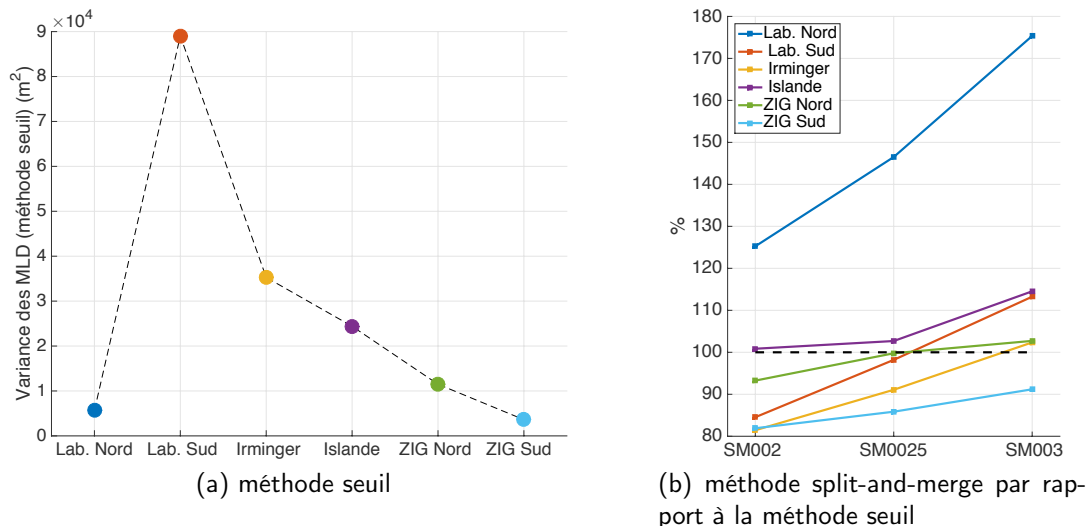 ×10⁴
9
8
7
6
5
4
3
2
1
0
Variance des MLD (méthode seuil) (m²)
Lab. Nord Lab. Sud Irminger Islande ZIG Nord ZIG Sud
(a) méthode seuil
180
170
160
150
140
130
120
110
100
90
80
%
Lab. Nord
Lab. Sud
Irminger
Islande
ZIG Nord
ZIG Sud
SM002 SM0025 SM003
(b) méthode split-and-merge par rap-
port à la méthode seuil